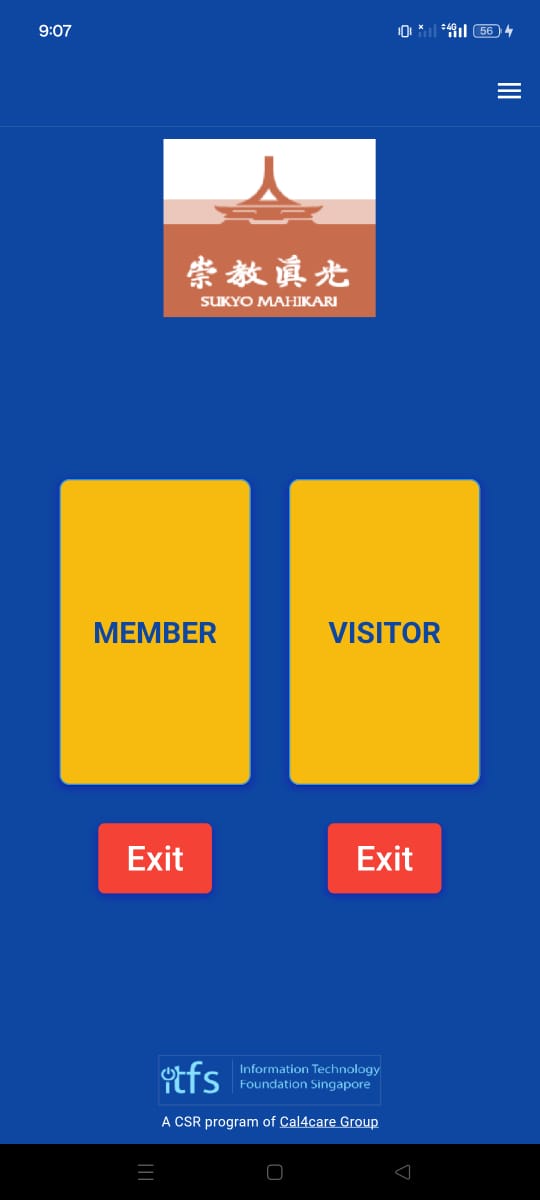 9:07
4G
56
崇教眞光
SUKYO MAHIKARI
MEMBER
VISITOR
Exit
Exit
itfs
Information Technology
Foundation Singapore
A CSR program of Cal4care Group